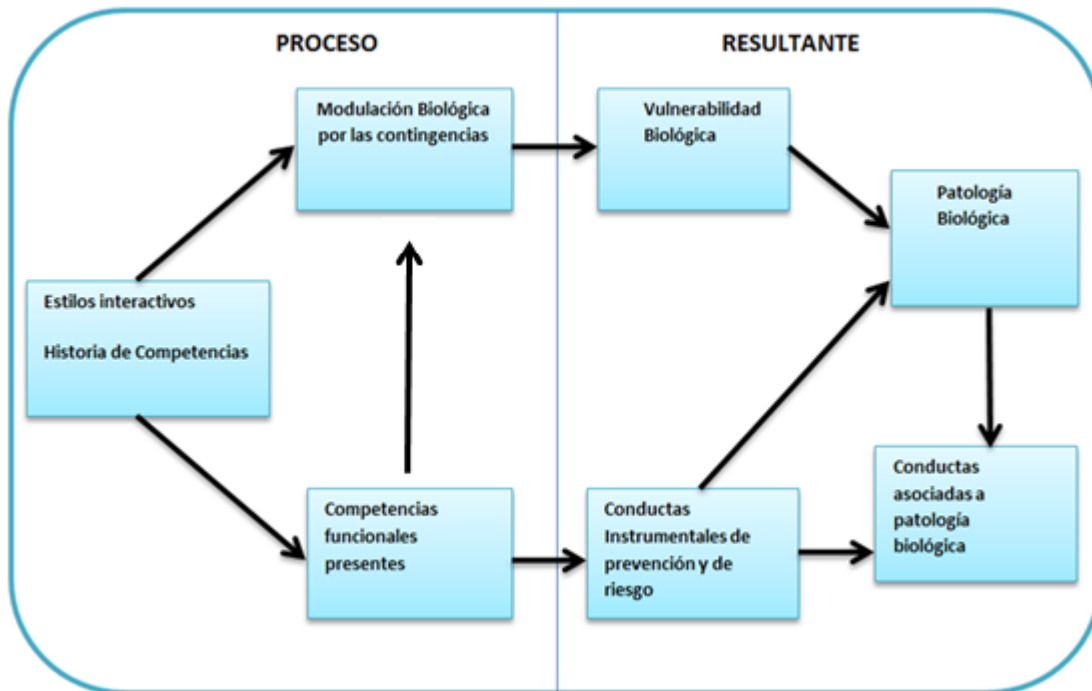 PROCESO
RESULTANTE
Modulación Biológica
por las contingencias
Vulnerabilidad
Biológica
Patología
Biológica
Estilos interactivos
Historia de Competencias
Competencias
funcionales
presentes
Conductas
Instrumentales de
prevención y de
riesgo
Conductas
asociadas a
patología
biológica